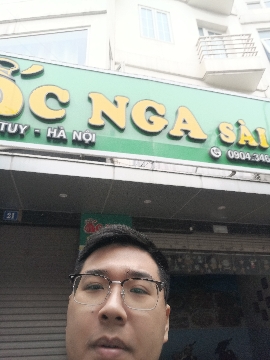 ỐC NGA SÀI
TUY - HÀ NỘI
0904.346
21